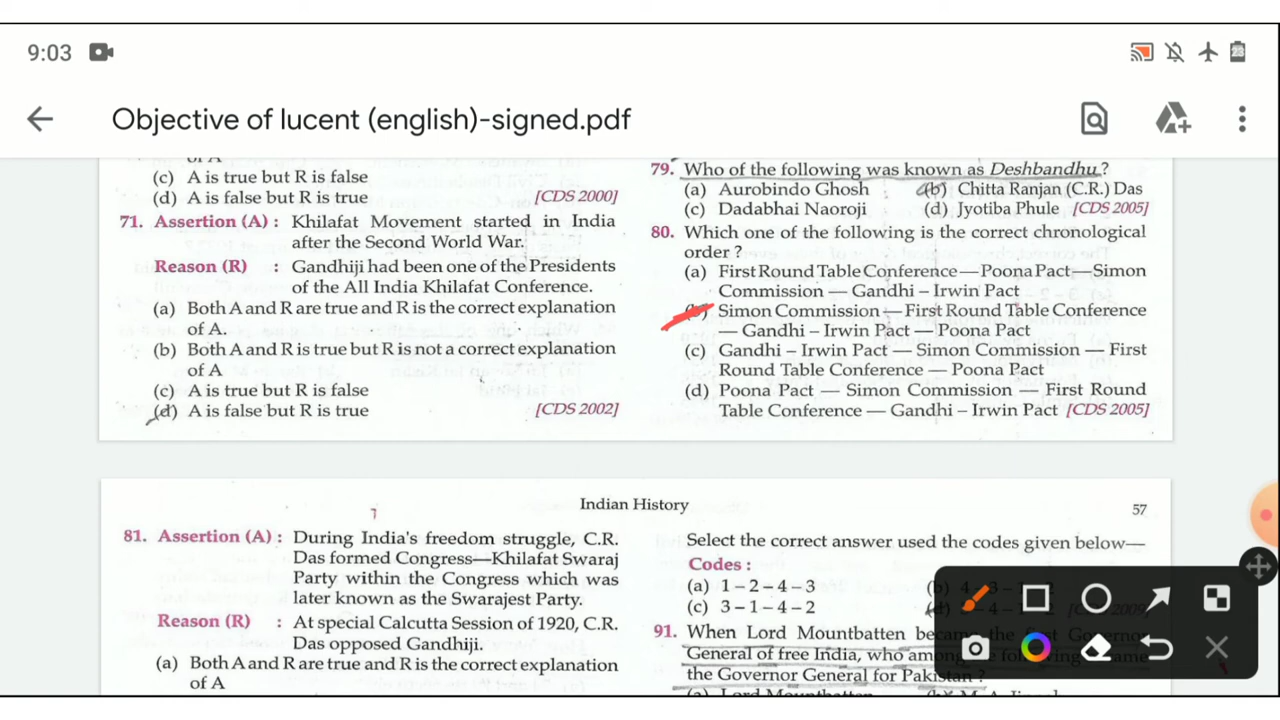 9:03
28
Objective of lucent (english)-signed.pdf
of A
(c) A is true but R is false
(d) A is false but R is true [CDS 2000]
71. Assertion (A) : Khilafat Movement started in India
after the Second World War.
Reason (R) : Gandhiji had been one of the Presidents
of the All India Khilafat Conference.
(a) Both A and R are true and R is the correct explanation
of A.
(b) Both A and R is true but R is not a correct explanation
of A
(c) A is true but R is false
(d) A is false but R is true [CDS 2002]
79. Who of the following was known as Deshbandhu ?
(a) Aurobindo Ghosh (b) Chitta Ranjan (C.R.) Das
(c) Dadabhai Naoroji (d) Jyotiba Phule [CDS 2005]
80. Which one of the following is the correct chronological
order ?
(a) First Round Table Conference — Poona Pact — Simon
Commission — Gandhi – Irwin Pact
(b) Simon Commission — First Round Table Conference
— Gandhi – Irwin Pact — Poona Pact
(c) Gandhi – Irwin Pact — Simon Commission — First
Round Table Conference — Poona Pact
(d) Poona Pact — Simon Commission — First Round
Table Conference — Gandhi – Irwin Pact [CDS 2005]
Indian History 57
81. Assertion (A) : During India's freedom struggle, C.R.
Das formed Congress—Khilafat Swaraj
Party within the Congress which was
later known as the Swarajest Party.
Reason (R) : At special Calcutta Session of 1920, C.R.
Das opposed Gandhiji.
(a) Both A and R are true and R is the correct explanation
of A
Select the correct answer used the codes given below—
Codes :
(a) 1 – 2 – 4 – 3
(c) 3 – 1 – 4 – 2
91. When Lord Mountbatten became the first Governor
General of free India, who among the following became
the Governor General for Pakistan ?